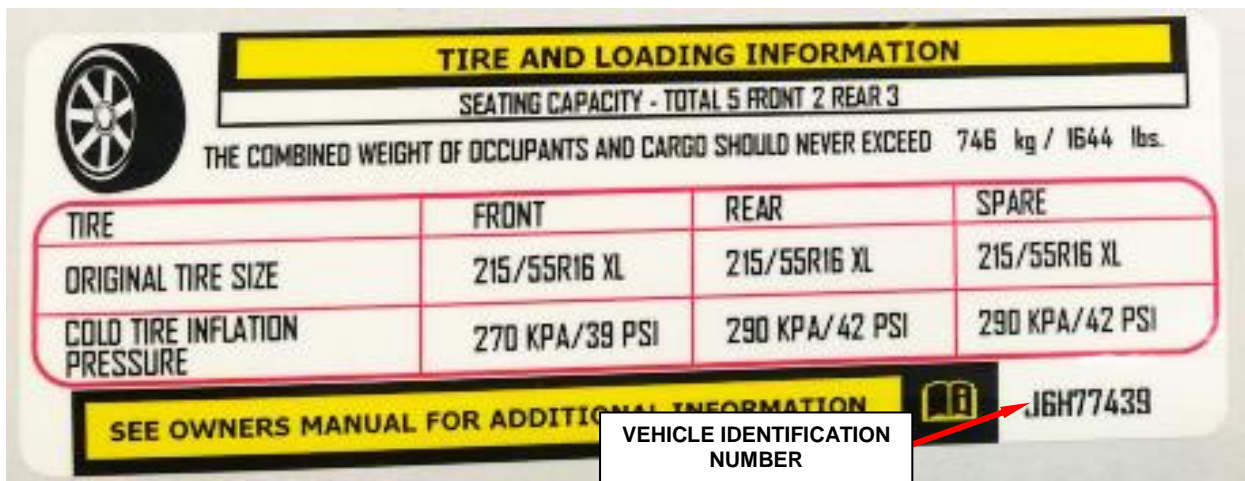 TIRE AND LOADING INFORMATION
SEATING CAPACITY - TOTAL 5 FRONT 2 REAR 3
THE COMBINED WEIGHT OF OCCUPANTS AND CARGO SHOULD NEVER EXCEED 746 kg / 1644 lbs.
TIRE FRONT REAR SPARE
ORIGINAL TIRE SIZE 215/55R16 XL 215/55R16 XL 215/55R16 XL
COLD TIRE INFLATION
PRESSURE 270 KPA/39 PSI 290 KPA/42 PSI 290 KPA/42 PSI
SEE OWNERS MANUAL FOR ADDITIONAL INFORMATION J6H77439
VEHICLE IDENTIFICATION
NUMBER